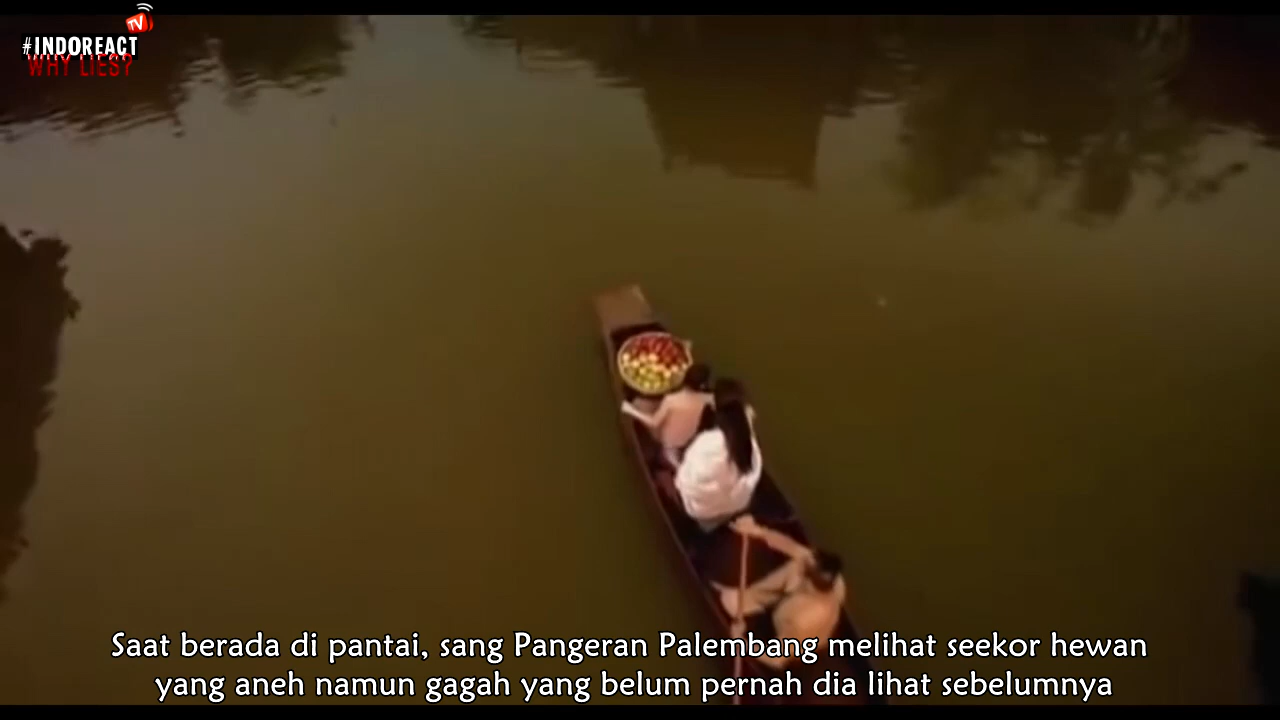 TV
#INDOREACT
WHY LIES?
Saat berada di pantai, sang Pangeran Palembang melihat seekor hewan
yang aneh namun gagah yang belum pernah dia lihat sebelumnya